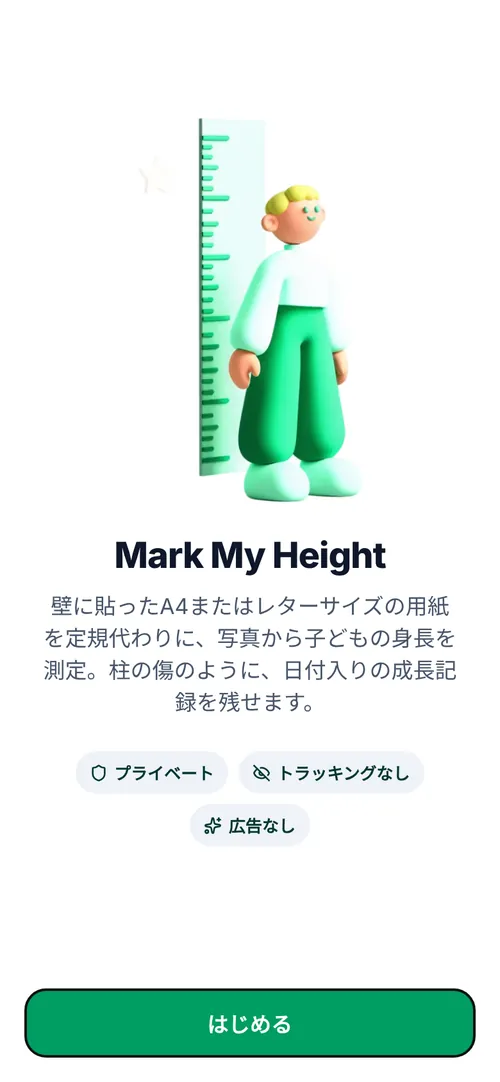 Mark My Height
壁に貼ったA4またはレターサイズの用紙
を定規代わりに、写真から子どもの身長を
測定。柱の傷のように、日付入りの成長記
録を残せます。
プライベート
トラッキングなし
広告なし
はじめる